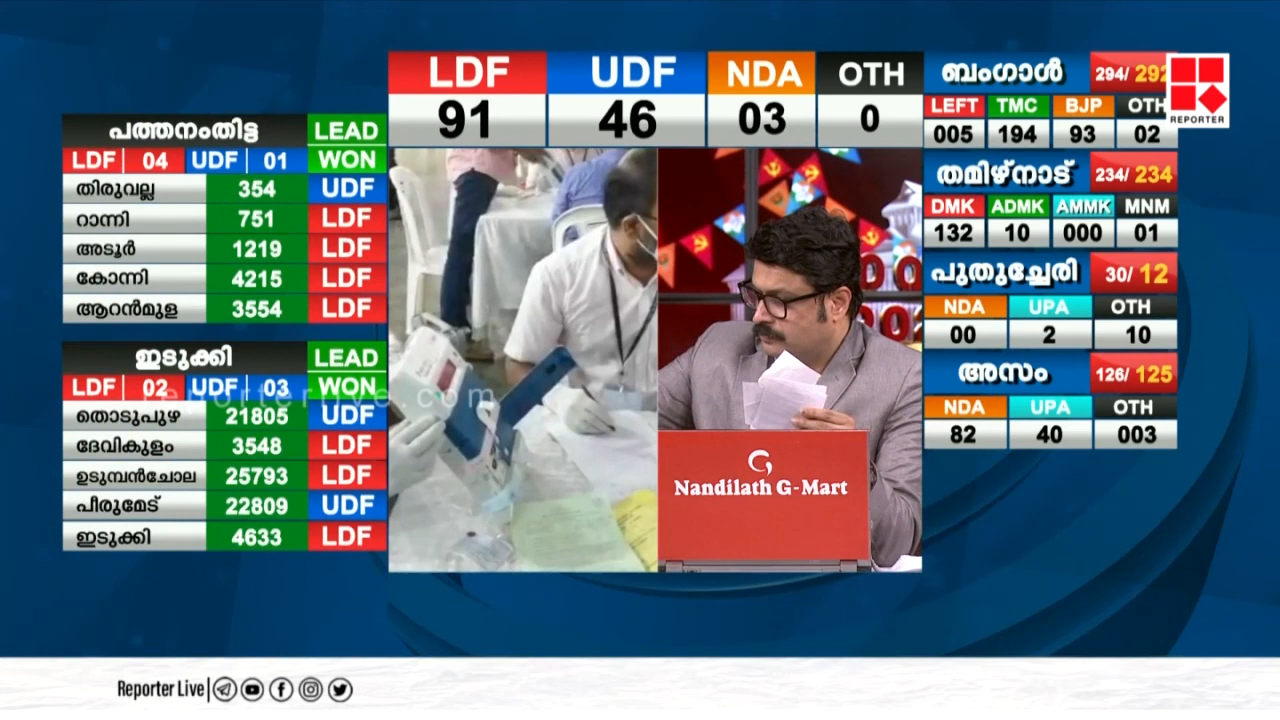 LDF UDF NDA OTH
91 46 03 0
പത്തനംതിട്ട LEAD
LDF 04 UDF 01 WON
തിരുവല്ല 354 UDF
റാന്നി 751 LDF
അടൂർ 1219 LDF
കോന്നി 4215 LDF
ആറൻമുള 3554 LDF
ഇടുക്കി LEAD
LDF 02 UDF 03 WON
തൊടുപുഴ 21805 UDF
ദേവികുളം 3548 LDF
ഉടുമ്പൻചോല 25793 LDF
പീരുമേട് 22809 UDF
ഇടുക്കി 4633 LDF
reporterlive.com
Nandilath G-Mart
ബംഗാൾ 294/ 292
LEFT TMC BJP OTH
005 194 93 02
തമിഴ്നാട് 234/ 234
DMK ADMK AMMK MNM
132 10 000 01
പുതുച്ചേരി 30/ 12
NDA UPA OTH
00 2 10
അസം 126/ 125
NDA UPA OTH
82 40 003
REPORTER
Reporter Live